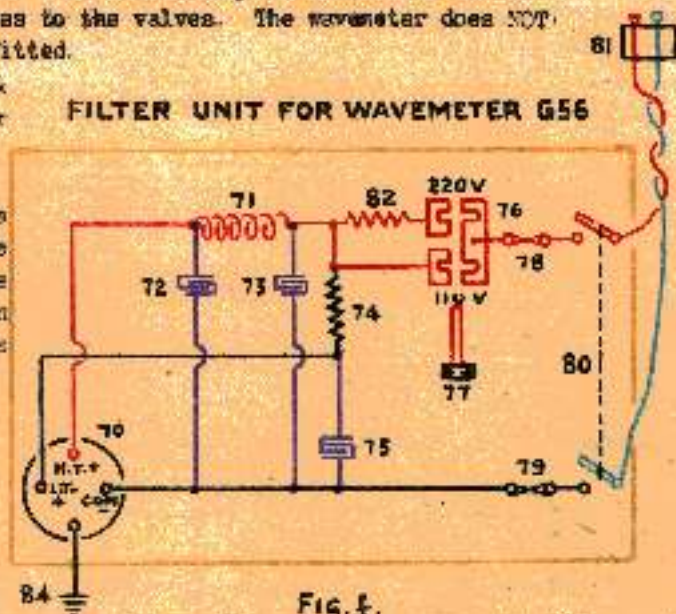 ss to the valves. The wavemeter does NOT
itted.
FILTER UNIT FOR WAVEMETER G56
81
71
82
220V
76
78
72
73
74
110 V
77
80
75
70
H.T.+
L.T.
+
79
84